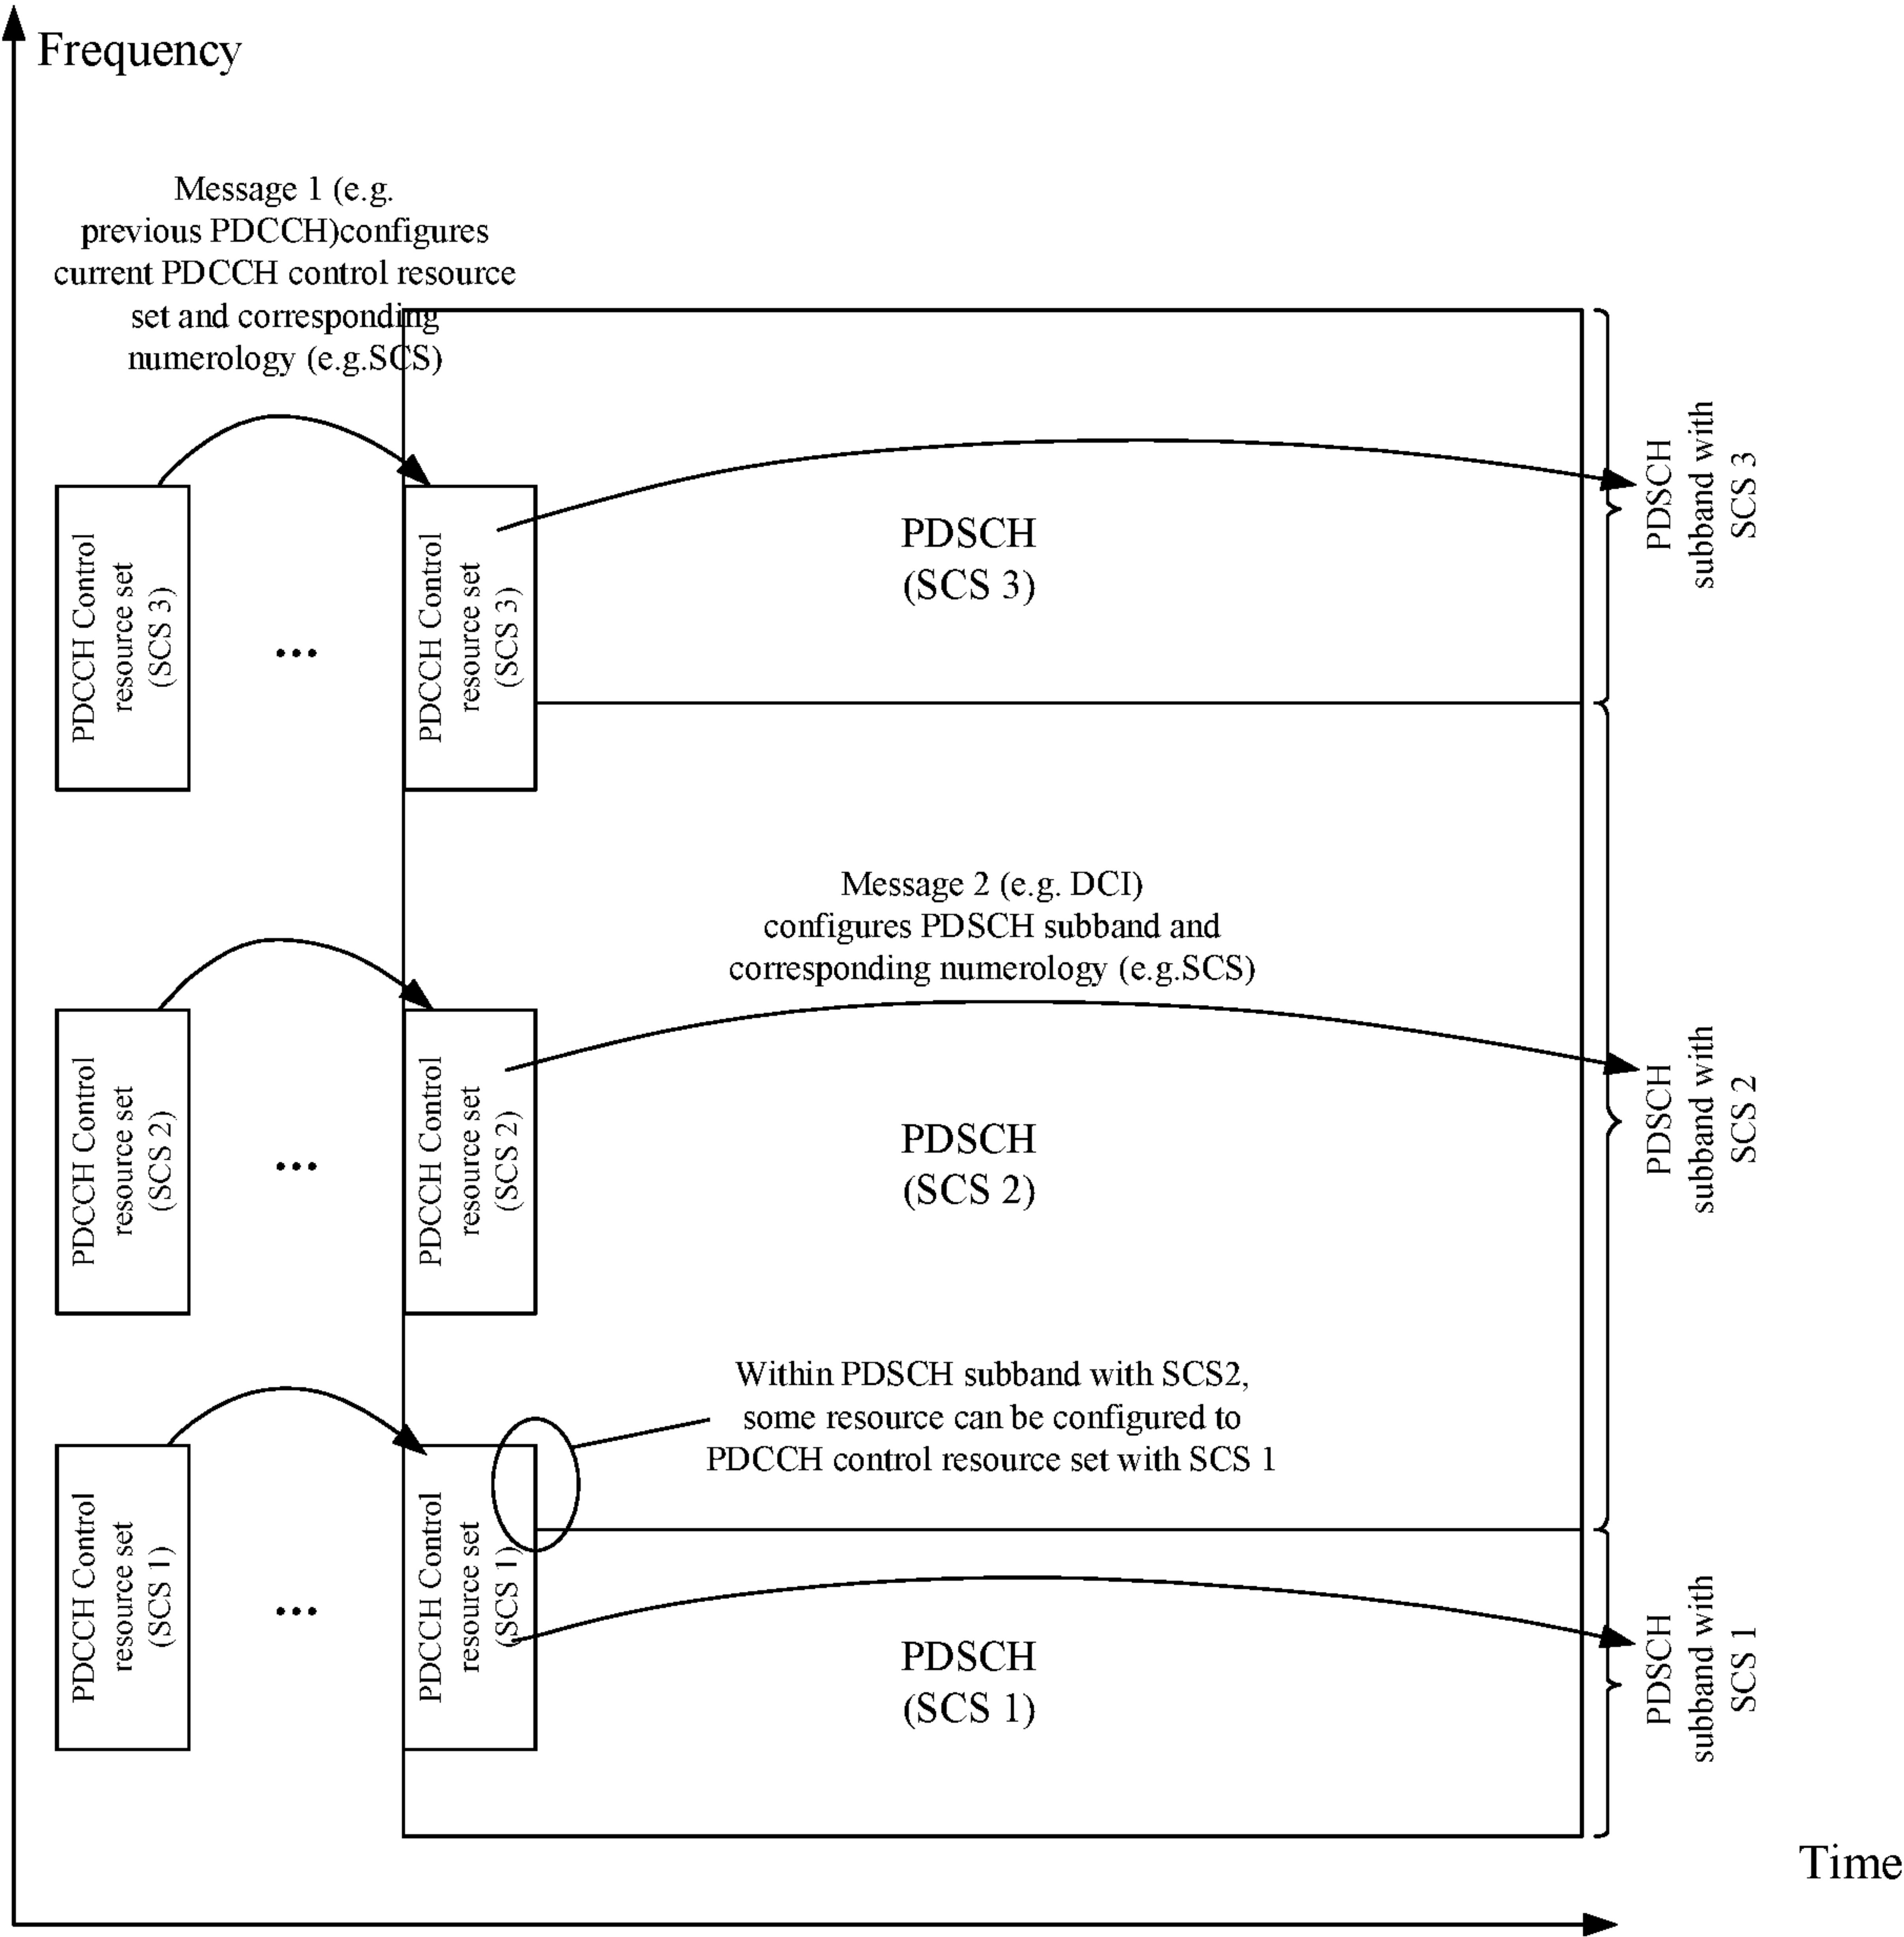 Frequency
Message 1 (e.g.
previous PDCCH)configures
current PDCCH control resource
set and corresponding
numerology (e.g.SCS)
PDCCH Control
resource set
(SCS 3)
...
PDCCH Control
resource set
(SCS 3)
PDSCH
(SCS 3)
PDSCH
subband with
SCS 3
Message 2 (e.g. DCI)
configures PDSCH subband and
corresponding numerology (e.g.SCS)
PDCCH Control
resource set
(SCS 2)
...
PDCCH Control
resource set
(SCS 2)
PDSCH
(SCS 2)
PDSCH
subband with
SCS 2
Within PDSCH subband with SCS2,
some resource can be configured to
PDCCH control resource set with SCS 1
PDCCH Control
resource set
(SCS 1)
...
PDCCH Control
resource set
(SCS 1)
PDSCH
(SCS 1)
PDSCH
subband with
SCS 1
Time